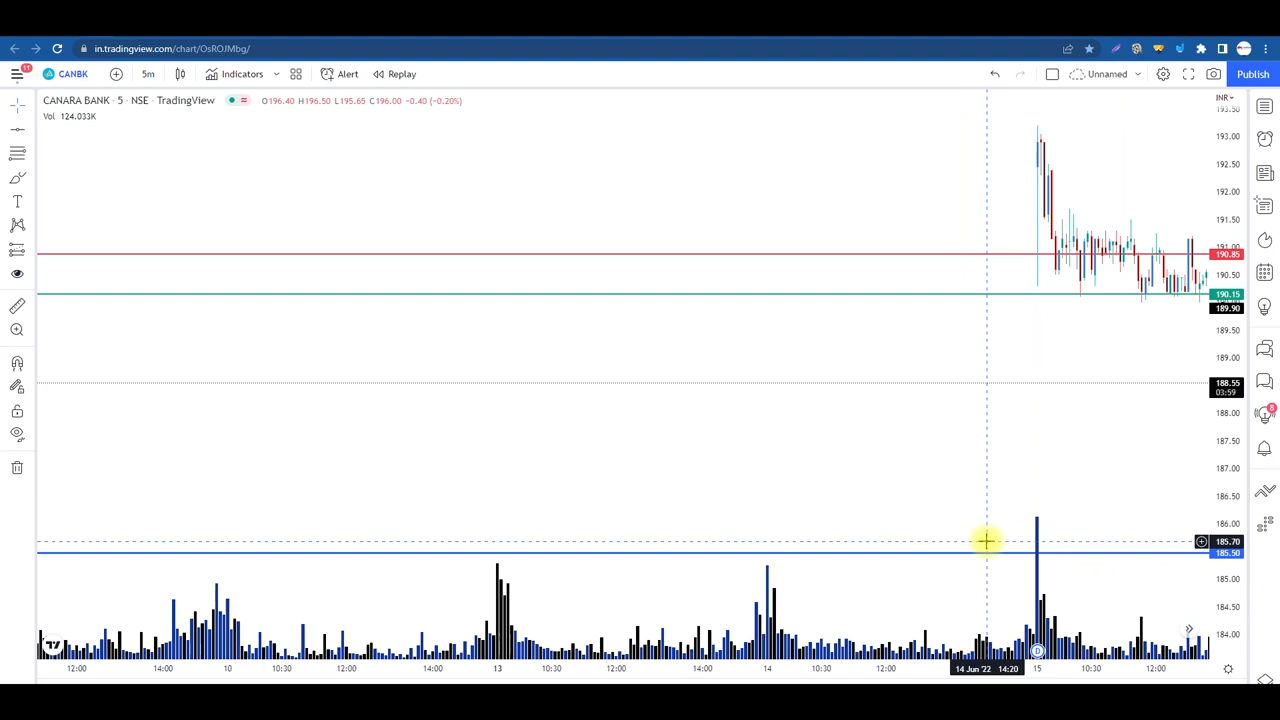 in.tradingview.com/chart/OsROJMbg/
11
CANBK
5m
Indicators
Alert
Replay
Unnamed
Publish
CANARA BANK · 5 · NSE · TradingView
O196.40 H196.50 L195.65 C196.00 -0.40 (-0.20%)
Vol 124.033K
INR
193.50
193.00
192.50
192.00
191.50
191.00
190.85
190.50
190.15
189.90
189.50
189.00
188.55
03:59
188.00
187.50
187.00
186.50
186.00
185.70
185.50
185.00
184.50
184.00
8
D
12:00 14:00 10 10:30 12:00 14:00 13 10:30 12:00 14:00 14 10:30 12:00 14 Jun '22 14:20 15 10:30 12:00